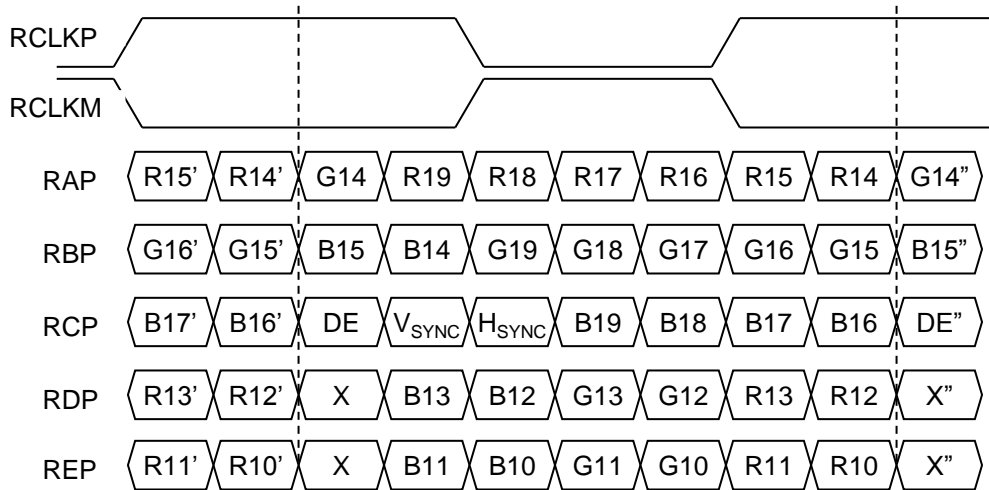 RCLKP
RCLKM
RAP R15’ R14’ G14 R19 R18 R17 R16 R15 R14 G14”
RBP G16’ G15’ B15 B14 G19 G18 G17 G16 G15 B15”
RCP B17’ B16’ DE VSYNC HSYNC B19 B18 B17 B16 DE”
RDP R13’ R12’ X B13 B12 G13 G12 R13 R12 X”
REP R11’ R10’ X B11 B10 G11 G10 R11 R10 X”